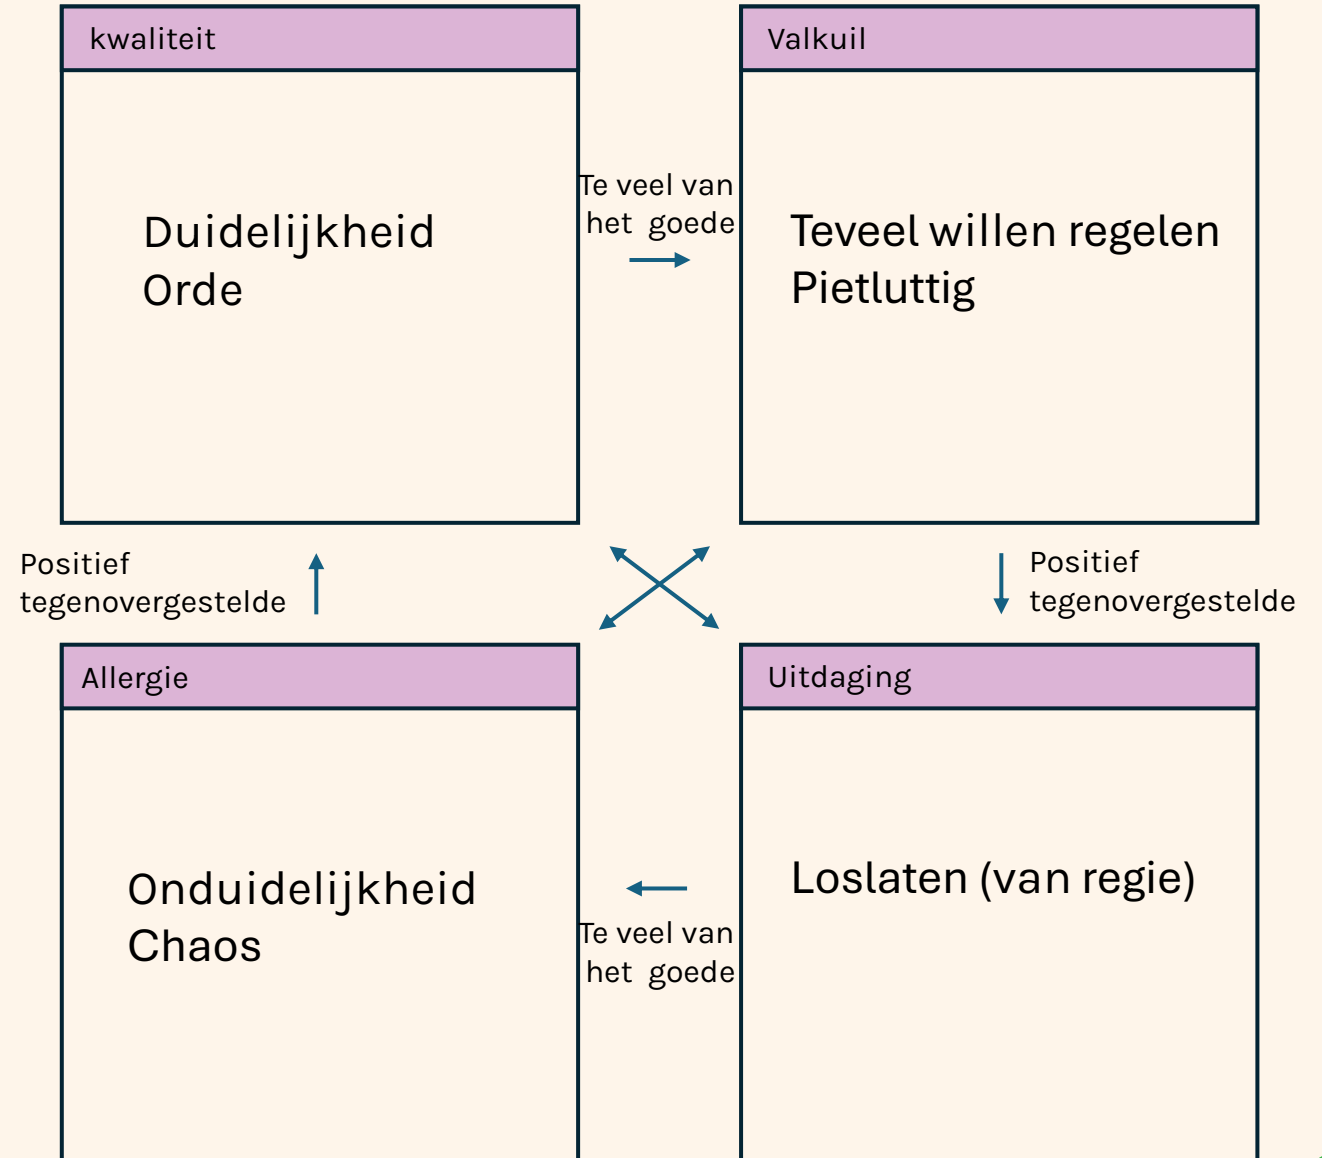 kwaliteit
Valkuil
Duidelijkheid
Orde
Te veel van
het goede
Teveel willen regelen
Pietluttig
Positief
tegenovergestelde
Positief
tegenovergestelde
Allergie
Uitdaging
Onduidelijkheid
Chaos
Te veel van
het goede
Loslaten (van regie)